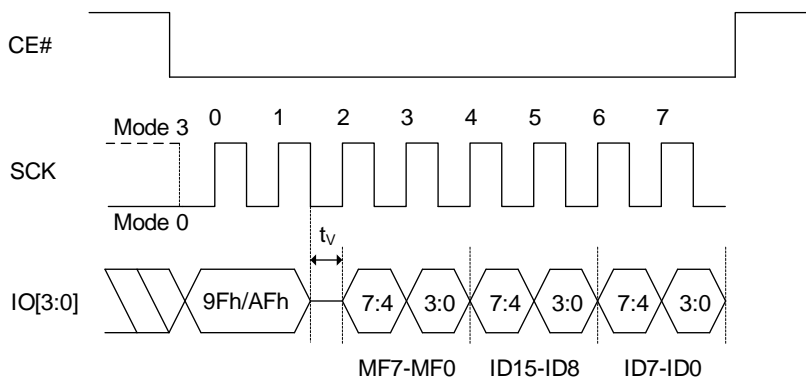 CE#
0 1 2 3 4 5 6 7
Mode 3
SCK
Mode 0
tV
IO[3:0] 9Fh/AFh 7:4 3:0 7:4 3:0 7:4 3:0
MF7-MF0 ID15-ID8 ID7-ID0